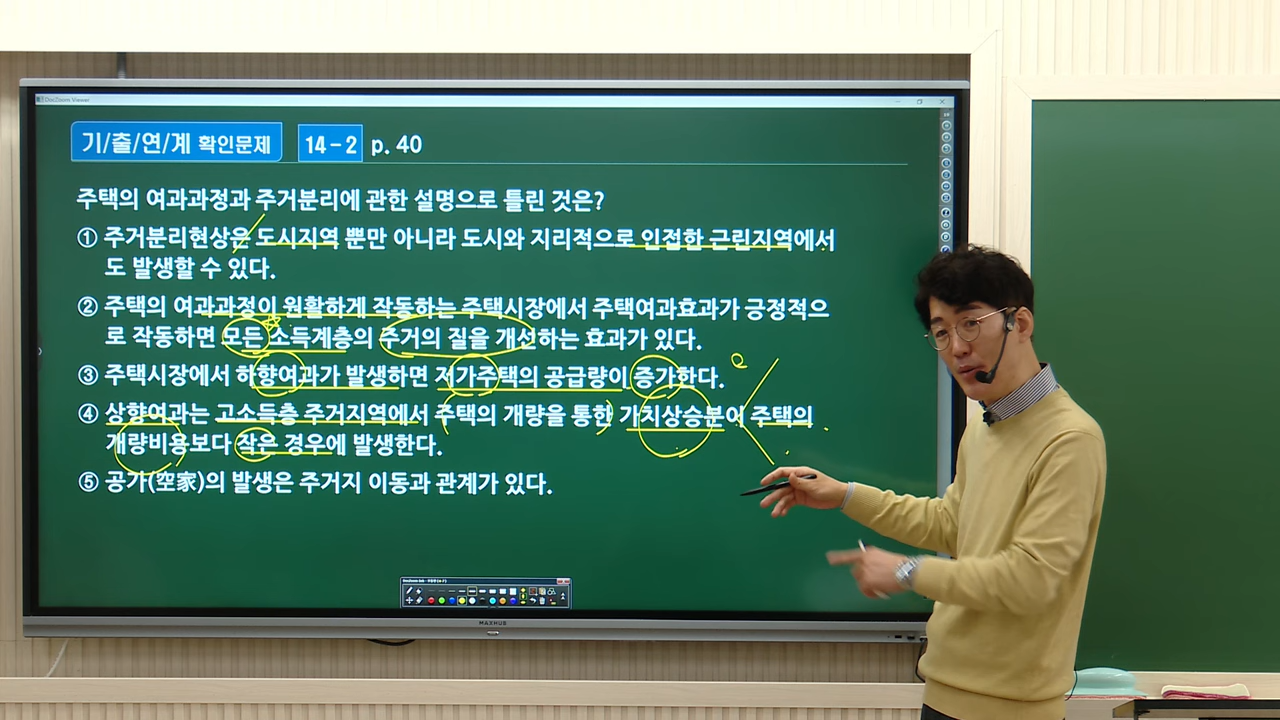 DocZoom Viewer
기/출/연/계 확인문제 14-2 p. 40
주택의 여과과정과 주거분리에 관한 설명으로 틀린 것은?
① 주거분리현상은 도시지역 뿐만 아니라 도시와 지리적으로 인접한 근린지역에서
도 발생할 수 있다.
② 주택의 여과과정이 원활하게 작동하는 주택시장에서 주택여과효과가 긍정적으
로 작동하면 모든 소득계층의 주거의 질을 개선하는 효과가 있다.
③ 주택시장에서 하향여과가 발생하면 저가주택의 공급량이 증가한다.
④ 상향여과는 고소득층 주거지역에서 주택의 개량을 통한 가치상승분이 주택의
개량비용보다 작은 경우에 발생한다.
⑤ 공가(空家)의 발생은 주거지 이동과 관계가 있다.
MAXHUB